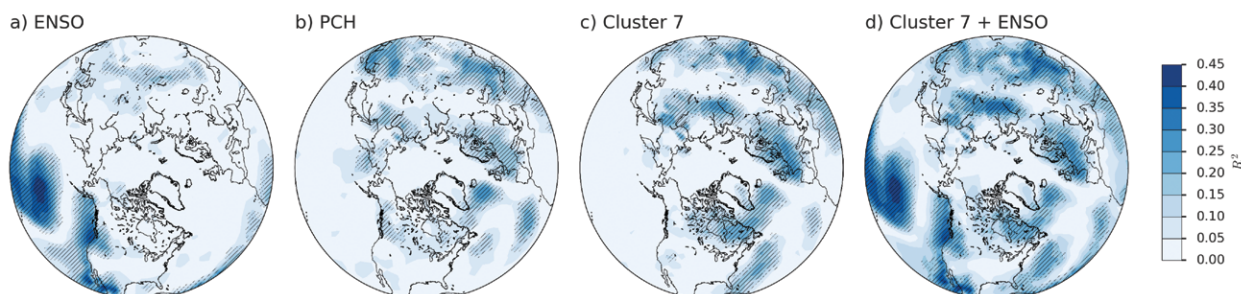 a) ENSO
b) PCH
c) Cluster 7
d) Cluster 7 + ENSO
0.45
0.40
0.35
0.30
0.25
0.20
0.15
0.10
0.05
0.00
R²